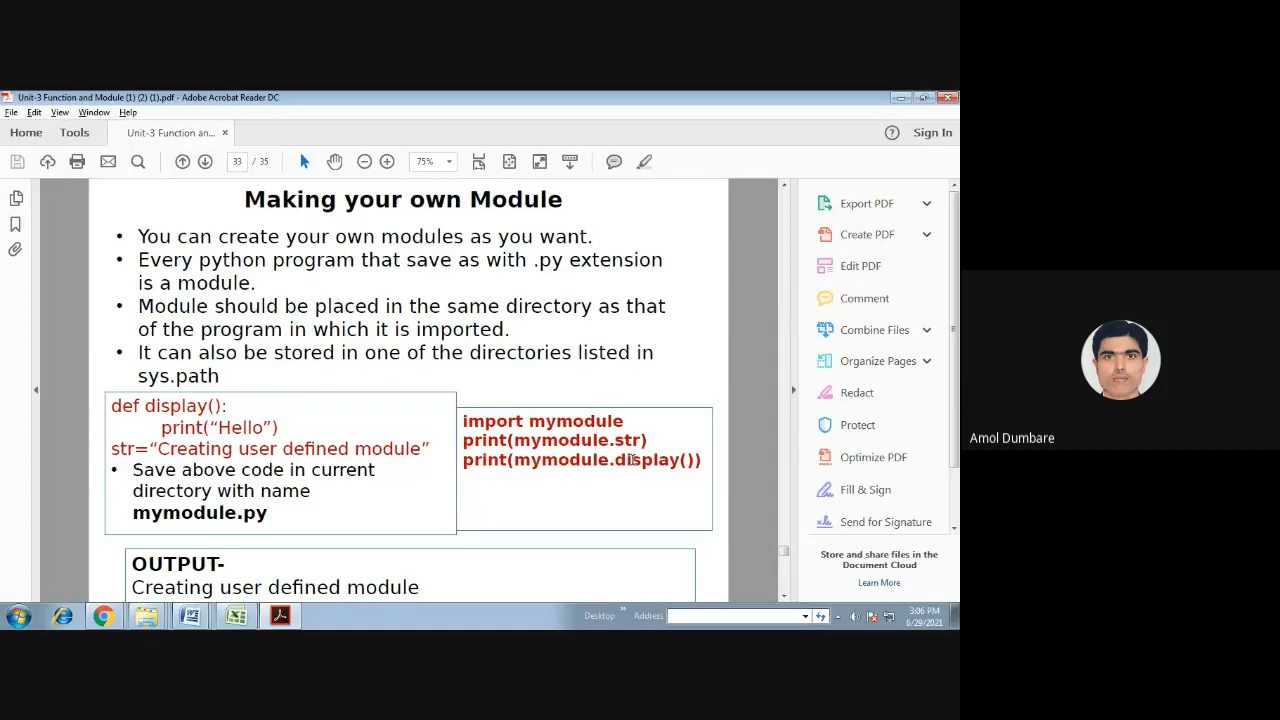 Unit-3 Function and Module (1) (2) (1).pdf - Adobe Acrobat Reader DC
File Edit View Window Help
Home Tools Unit-3 Function an... × Sign In
33 / 35 75%
Making your own Module
• You can create your own modules as you want.
• Every python program that save as with .py extension
is a module.
• Module should be placed in the same directory as that
of the program in which it is imported.
• It can also be stored in one of the directories listed in
sys.path
def display():
print(“Hello”)
str=“Creating user defined module”
• Save above code in current
directory with name
mymodule.py
import mymodule
print(mymodule.str)
print(mymodule.display())
OUTPUT-
Creating user defined module
Export PDF
Create PDF
Edit PDF
Comment
Combine Files
Organize Pages
Redact
Protect
Optimize PDF
Fill & Sign
Send for Signature
Store and share files in the
Document Cloud
Learn More
Desktop » Address
3:06 PM
6/29/2021
Amol Dumbare